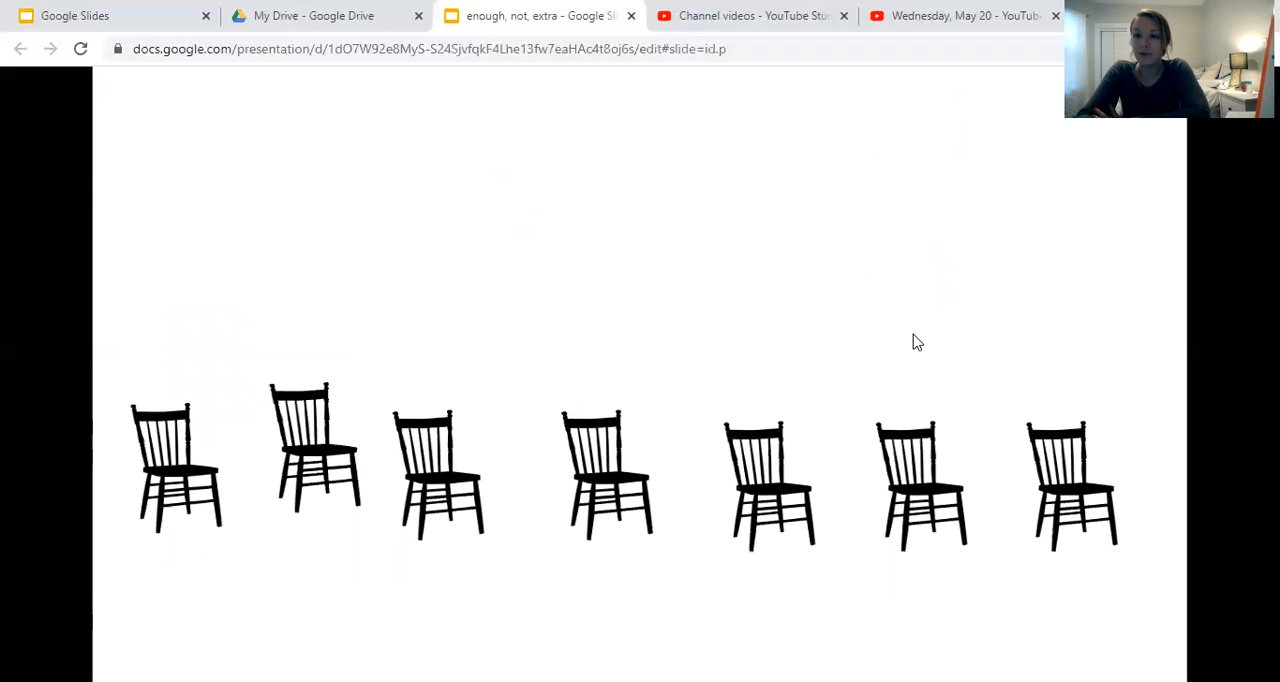 Google Slides
My Drive - Google Drive
enough, not, extra - Google Sl
Channel videos - YouTube Stu
Wednesday, May 20 - YouTub
docs.google.com/presentation/d/1dO7W92e8MyS-S24SjvfqkF4Lhe13fw7eaHAc4t8oj6s/edit#slide=id.p